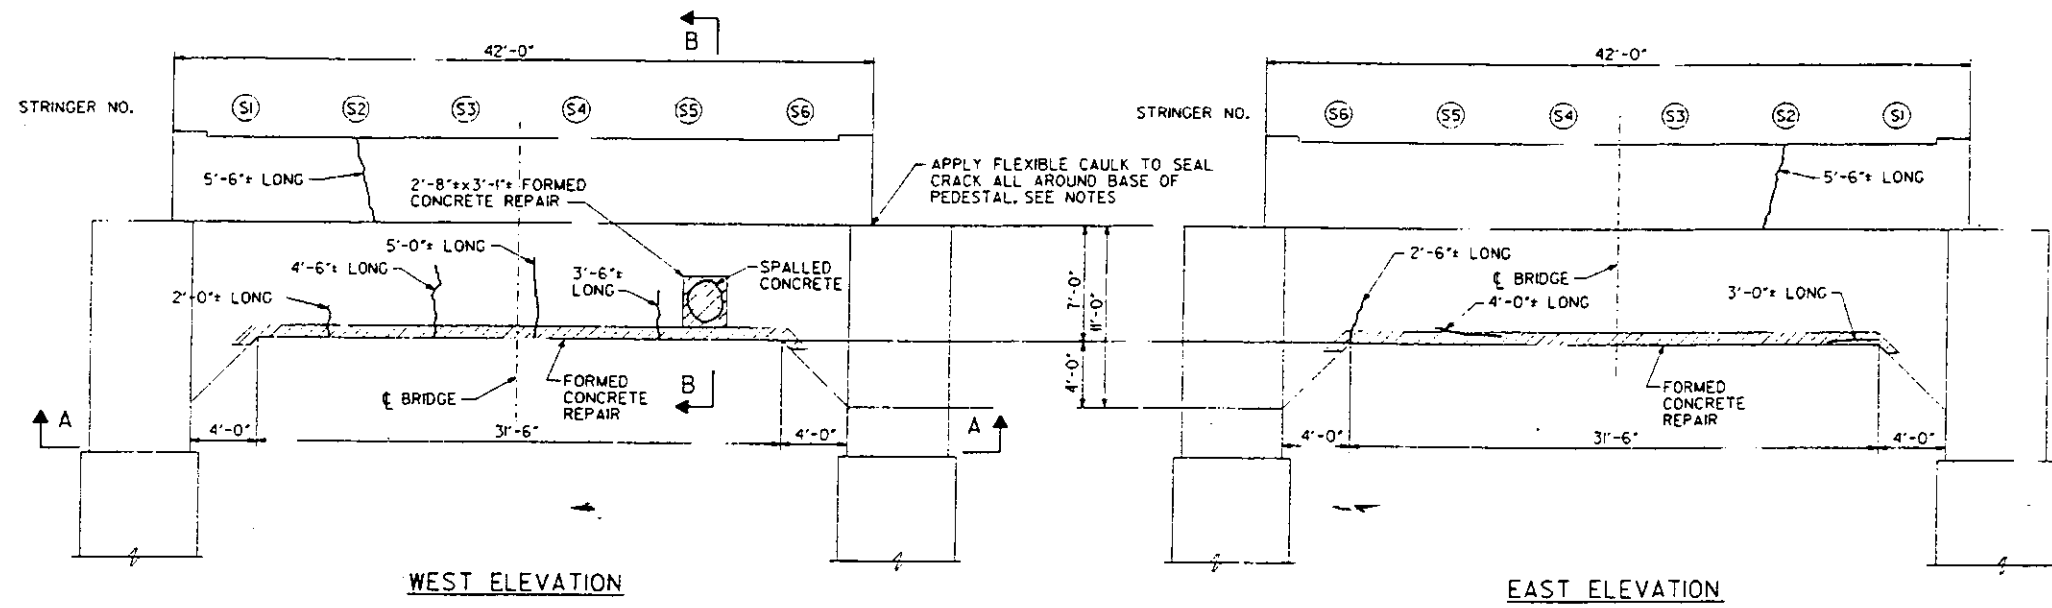 B
42'-0"
42'-0"
STRINGER NO.
S1
S2
S3
S4
S5
S6
STRINGER NO.
S6
S5
S4
S3
S2
S1
5'-6"± LONG
2'-8"±x3'-1"± FORMED
CONCRETE REPAIR
APPLY FLEXIBLE CAULK TO SEAL
CRACK ALL AROUND BASE OF
PEDESTAL. SEE NOTES
5'-6"± LONG
5'-0"± LONG
4'-6"± LONG
2'-0"± LONG
3'-6"±
LONG
SPALLED
CONCRETE
7'-0"
11'-0"
4'-0"
2'-6"± LONG
℄ BRIDGE
4'-0"± LONG
3'-0"± LONG
℄ BRIDGE
FORMED
CONCRETE
REPAIR
B
FORMED
CONCRETE
REPAIR
A
4'-0"
31'-6"
4'-0"
A
4'-0"
31'-6"
4'-0"
WEST ELEVATION
EAST ELEVATION